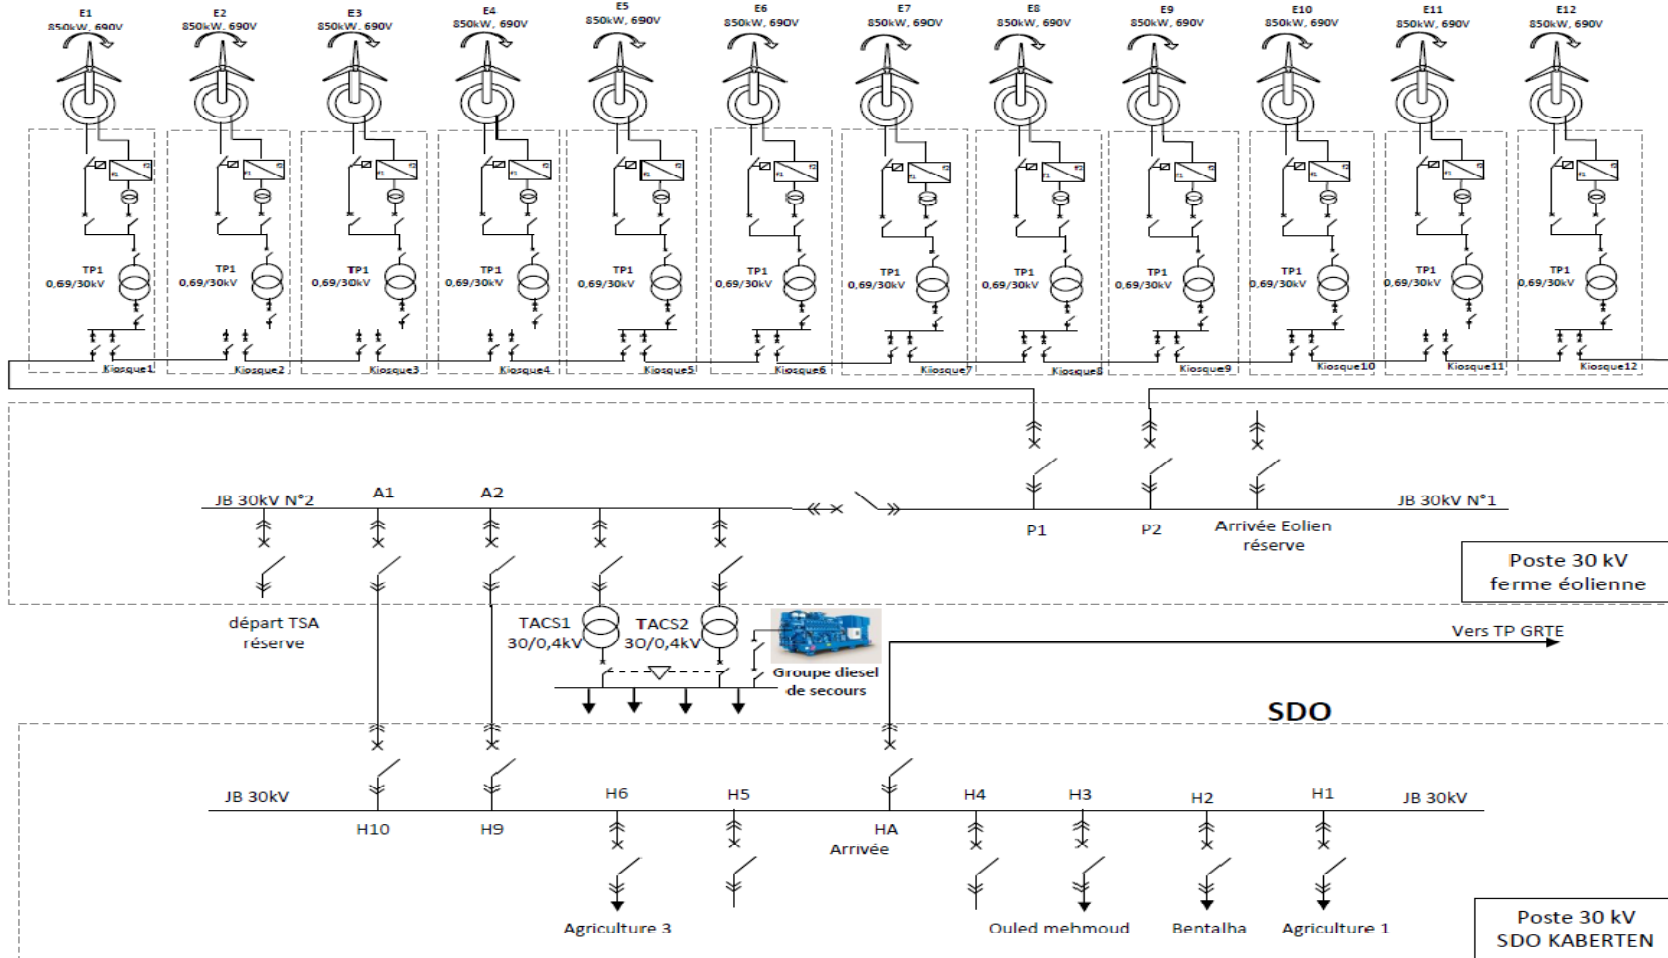 E1
850kW, 690V
E2
850kW, 690V
E3
850kW, 690V
E4
850kW, 690V
E5
850kW, 690V
E6
850kW, 690V
E7
850kW, 690V
E8
850kW, 690V
E9
850kW, 690V
E10
850kW, 690V
E11
850kW, 690V
E12
850kW, 690V
TP1
0,69/30kV
TP1
0,69/30kV
TP1
0,69/30kV
TP1
0,69/30kV
TP1
0,69/30kV
TP1
0,69/30kV
TP1
0,69/30kV
TP1
0,69/30kV
TP1
0,69/30kV
TP1
0,69/30kV
TP1
0,69/30kV
TP1
0,69/30kV
Kiosque1
Kiosque2
Kiosque3
Kiosque4
Kiosque5
Kiosque6
Kiosque7
Kiosque8
Kiosque9
Kiosque10
Kiosque11
Kiosque12
JB 30kV N°2
A1
A2
JB 30kV N°1
P1
P2
Arrivée Eolien
réserve
Poste 30 kV
ferme éolienne
départ TSA
réserve
TACS1
30/0,4kV
TACS2
30/0,4kV
Groupe diesel
de secours
Vers TP GRTE
SDO
JB 30kV
H6
H5
H4
H3
H2
H1
JB 30kV
H10
H9
HA
Arrivée
Agriculture 3
Ouled mehmoud
Bentalha
Agriculture 1
Poste 30 kV
SDO KABERTEN